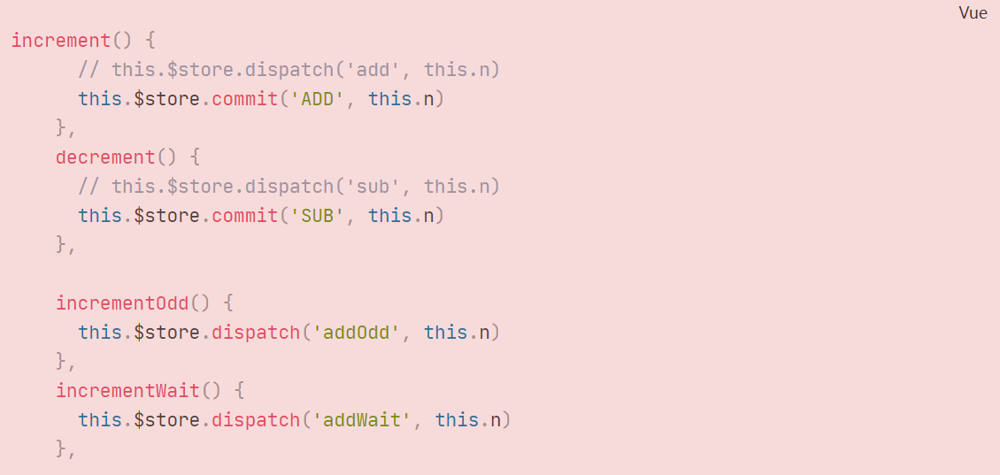 Vue
increment() {
      // this.$store.dispatch('add', this.n)
      this.$store.commit('ADD', this.n)
    },
    decrement() {
      // this.$store.dispatch('sub', this.n)
      this.$store.commit('SUB', this.n)
    },

    incrementOdd() {
      this.$store.dispatch('addOdd', this.n)
    },
    incrementWait() {
      this.$store.dispatch('addWait', this.n)
    },